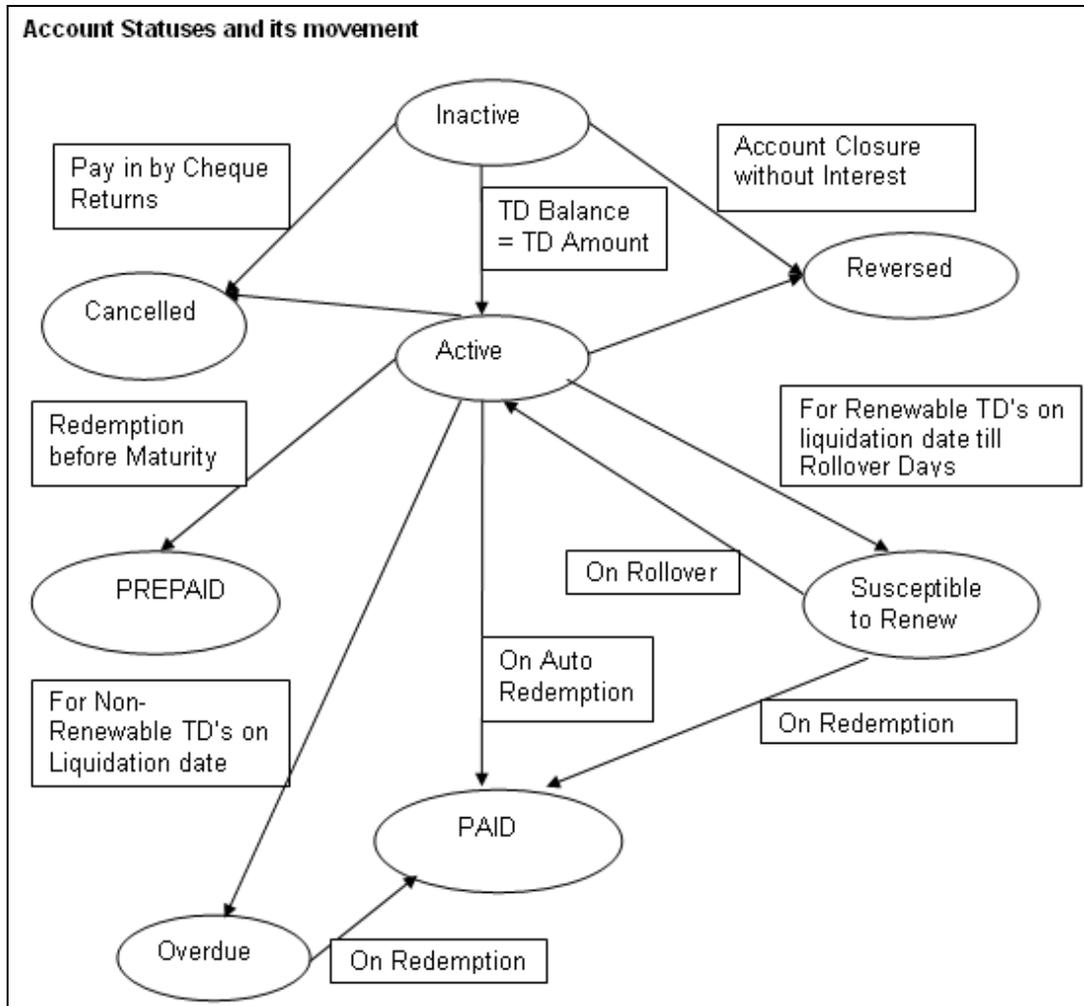 Account Statuses and its movement
Inactive
Pay in by Cheque
Returns
Account Closure
without Interest
TD Balance
= TD Amount
Cancelled
Reversed
Active
Redemption
before Maturity
For Renewable TD's on
liquidation date till
Rollover Days
PREPAID
On Rollover
Susceptible
to Renew
On Auto
Redemption
For Non-
Renewable TD's on
Liquidation date
On Redemption
PAID
Overdue
On Redemption